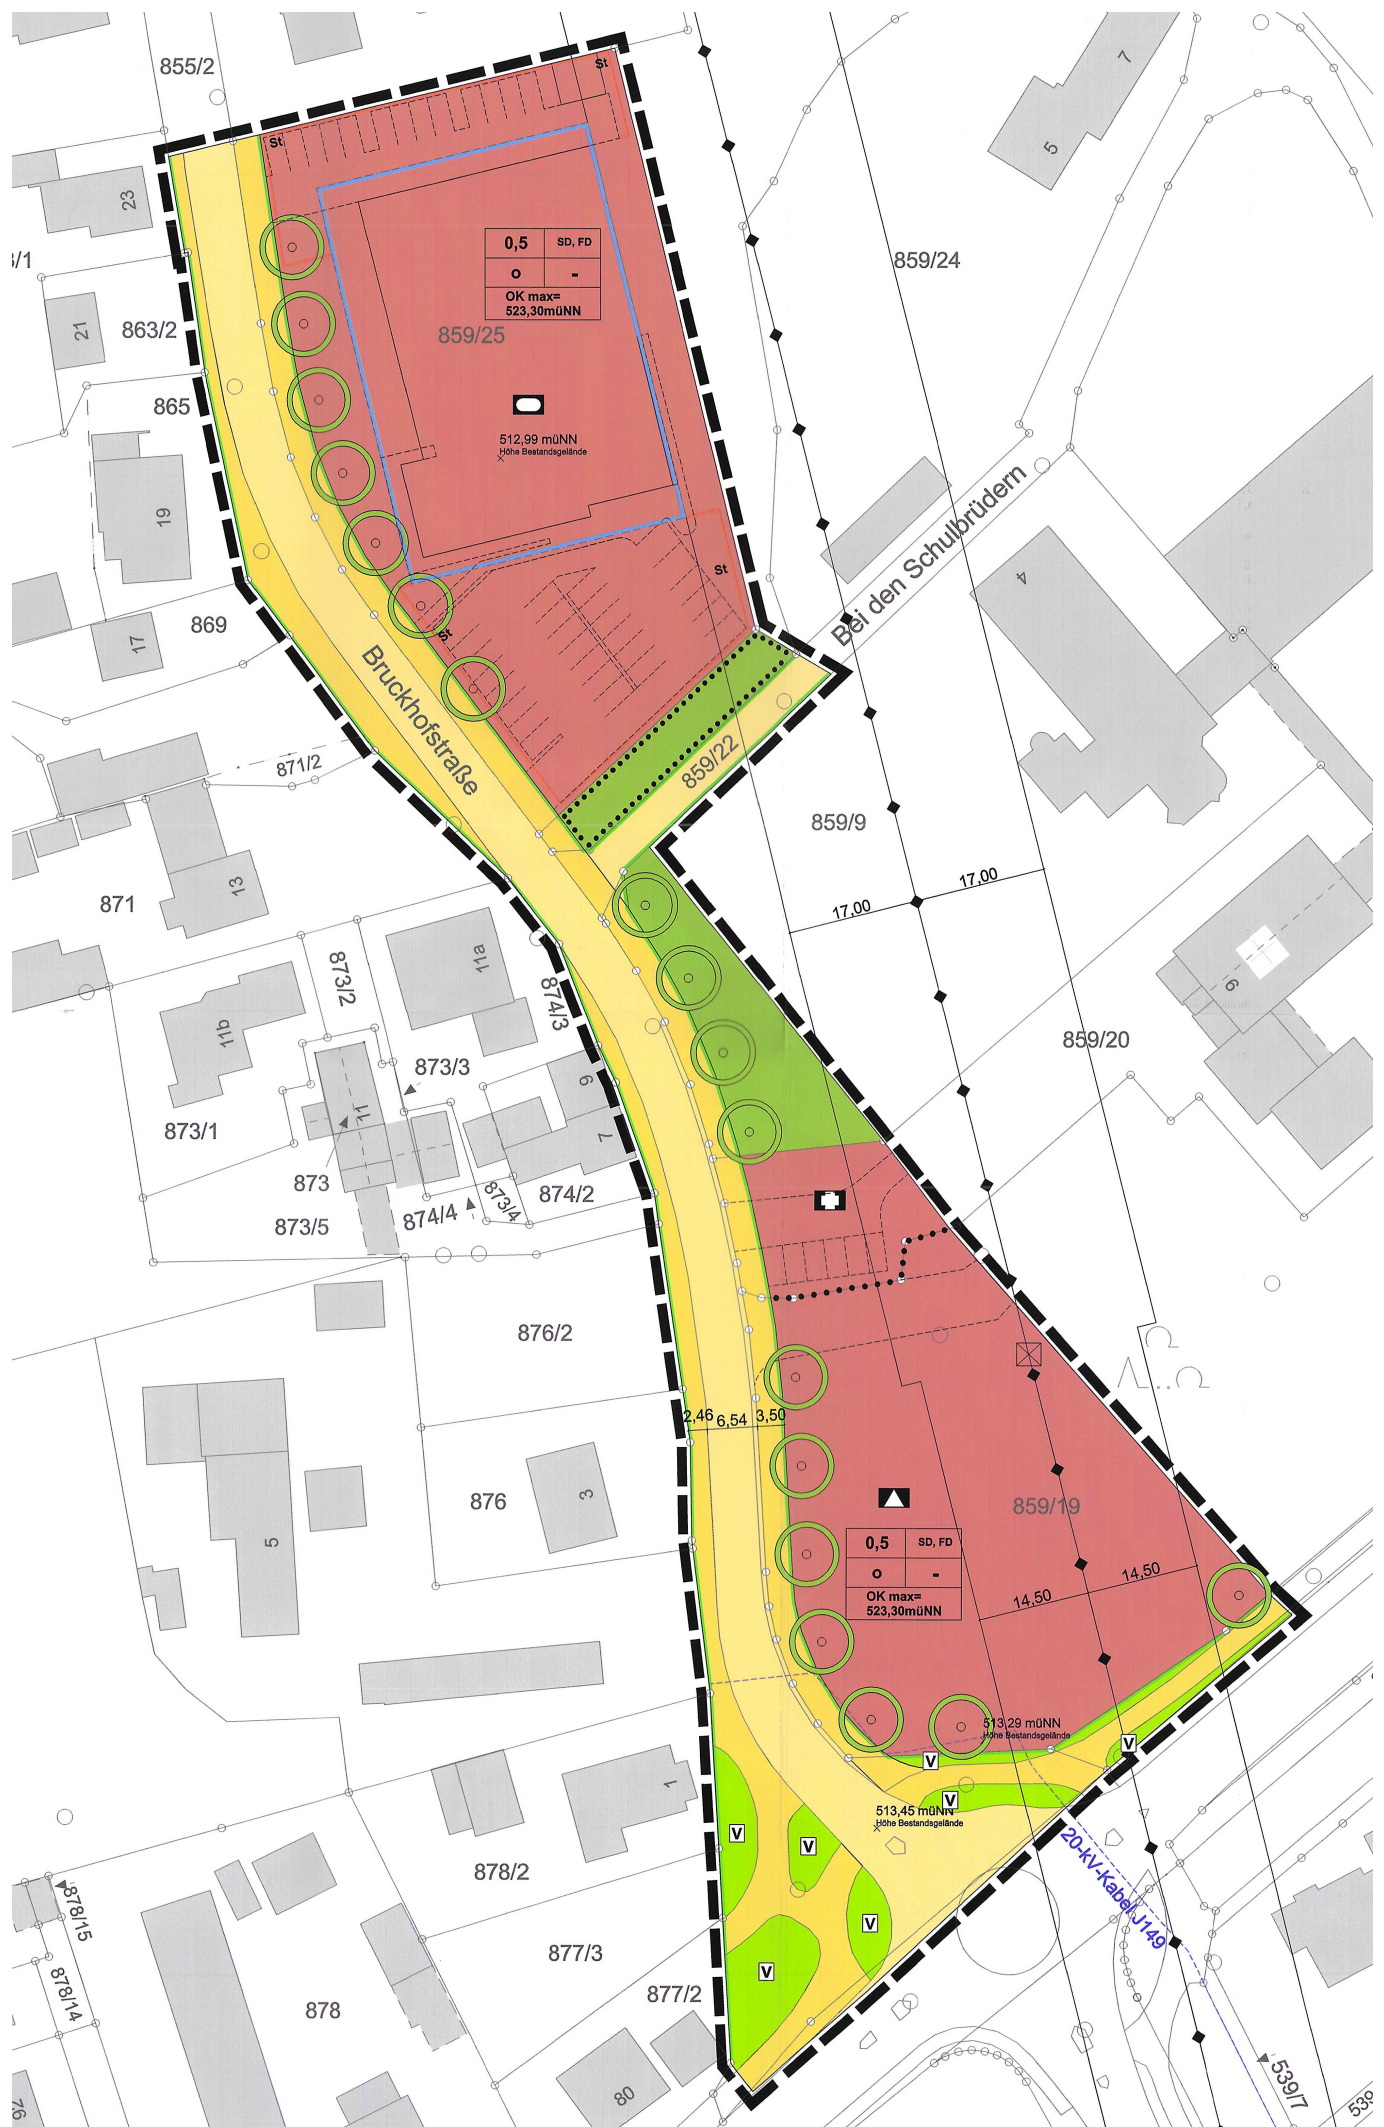 855/2
St
7
St
5
23
0,5
SD, FD
859/24
o
-
OK max=
523,30müNN
21
863/2
859/25
865
512,99 müNN
Höhe Bestandsgelände
19
Bei den Schulbrüdern
St
4
869
17
St
Bruckhofstraße
871/2
859/22
859/9
13
17,00
871
17,00
11a
873/2
874/3
9
11b
859/20
873/3
9
11
7
873/1
873
873/4
874/2
873/5
874/4
876/2
2,46
6,54
3,50
876
3
859/19
5
0,5
SD, FD
o
-
14,50
14,50
OK max=
523,30müNN
513,29 müNN
Höhe Bestandsgelände
V
V
1
V
513,45 müNN
Höhe Bestandsgelände
V
V
20-kV-Kabel J149
878/2
878/15
V
877/3
V
878/14
877/2
878
539/7
80
76